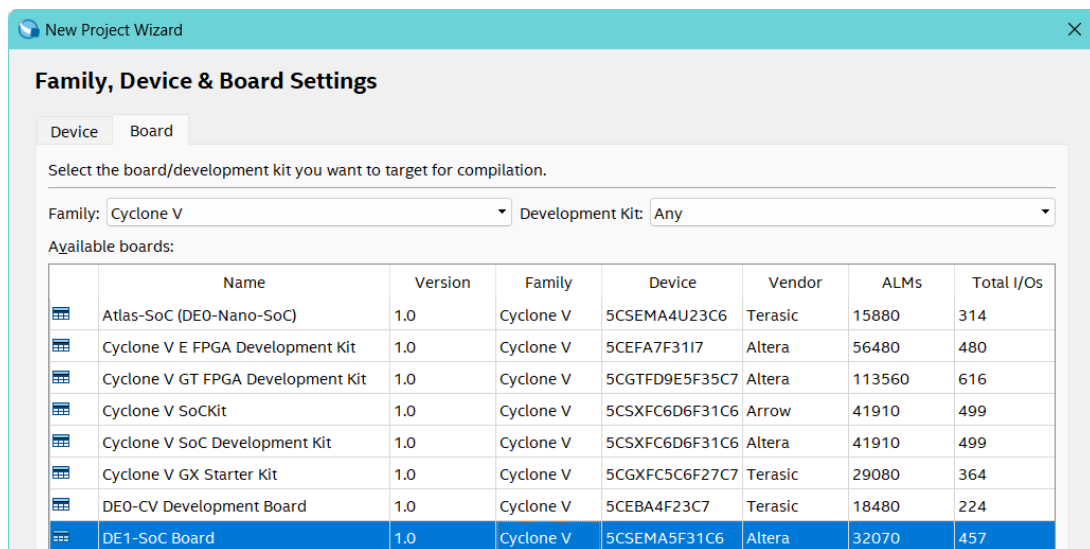 New Project Wizard
Family, Device & Board Settings
Device Board
Select the board/development kit you want to target for compilation.
Family: Cyclone V Development Kit: Any
Available boards:
Name Version Family Device Vendor ALMs Total I/Os
Atlas-SoC (DE0-Nano-SoC) 1.0 Cyclone V 5CSEMA4U23C6 Terasic 15880 314
Cyclone V E FPGA Development Kit 1.0 Cyclone V 5CEFA7F31I7 Altera 56480 480
Cyclone V GT FPGA Development Kit 1.0 Cyclone V 5CGTFD9E5F35C7 Altera 113560 616
Cyclone V SoCKit 1.0 Cyclone V 5CSXFC6D6F31C6 Arrow 41910 499
Cyclone V SoC Development Kit 1.0 Cyclone V 5CSXFC6D6F31C6 Altera 41910 499
Cyclone V GX Starter Kit 1.0 Cyclone V 5CGXFC5C6F27C7 Terasic 29080 364
DE0-CV Development Board 1.0 Cyclone V 5CEBA4F23C7 Terasic 18480 224
DE1-SoC Board 1.0 Cyclone V 5CSEMA5F31C6 Altera 32070 457